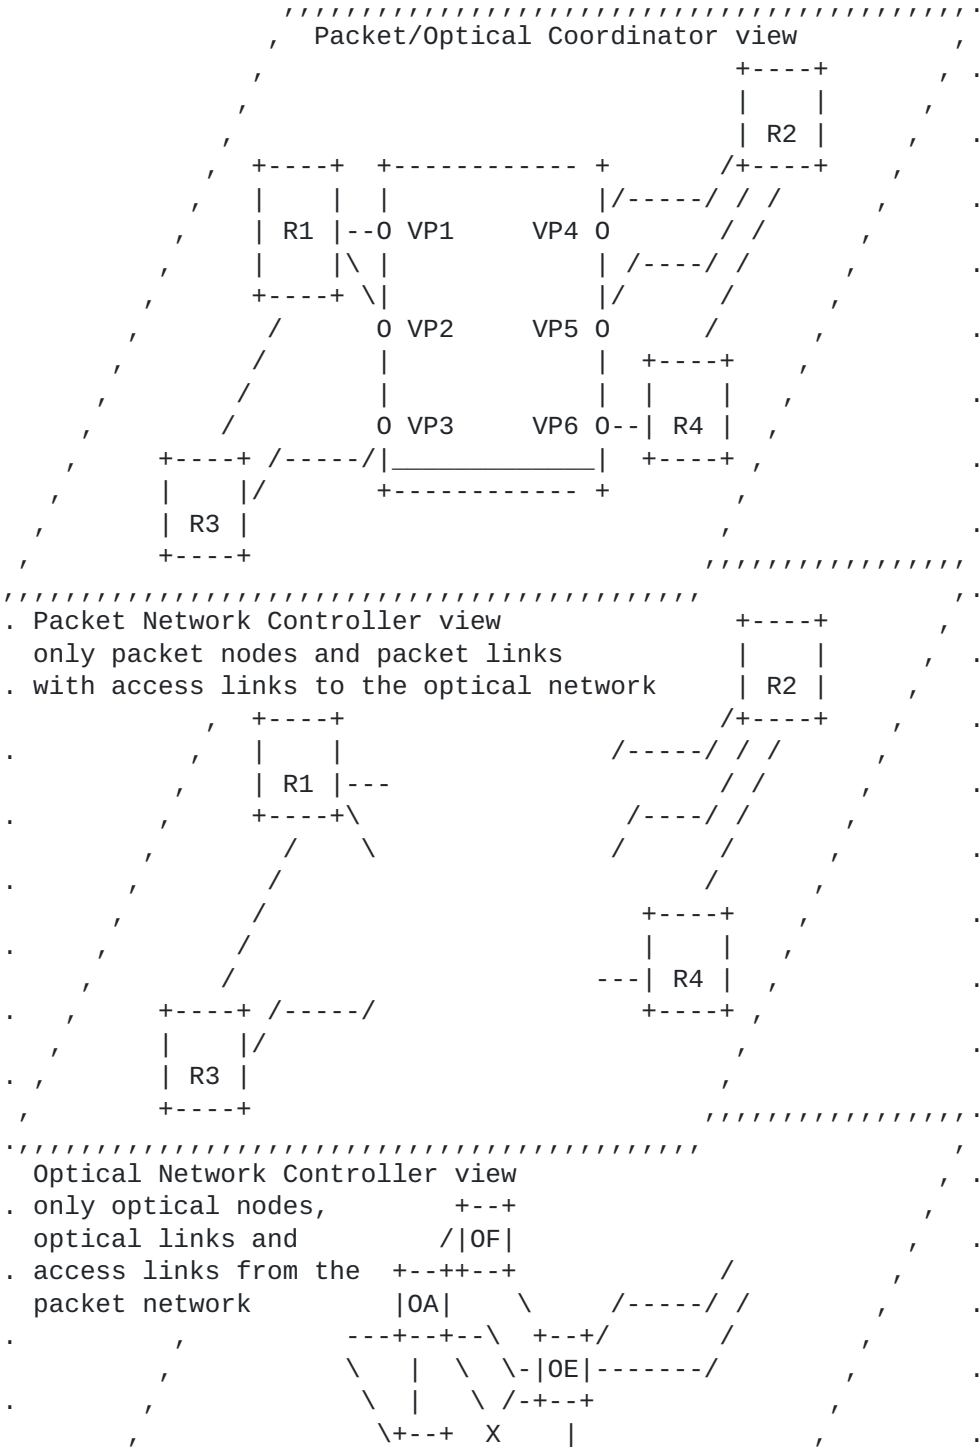 Packet/Optical Coordinator view
R2
R1
VP1 VP4
VP2 VP5
VP3 VP6 R4
R3
Packet Network Controller view
only packet nodes and packet links
with access links to the optical network R2
R1
R4
R3
Optical Network Controller view
only optical nodes,
optical links and OF
access links from the
packet network OA
OE
X